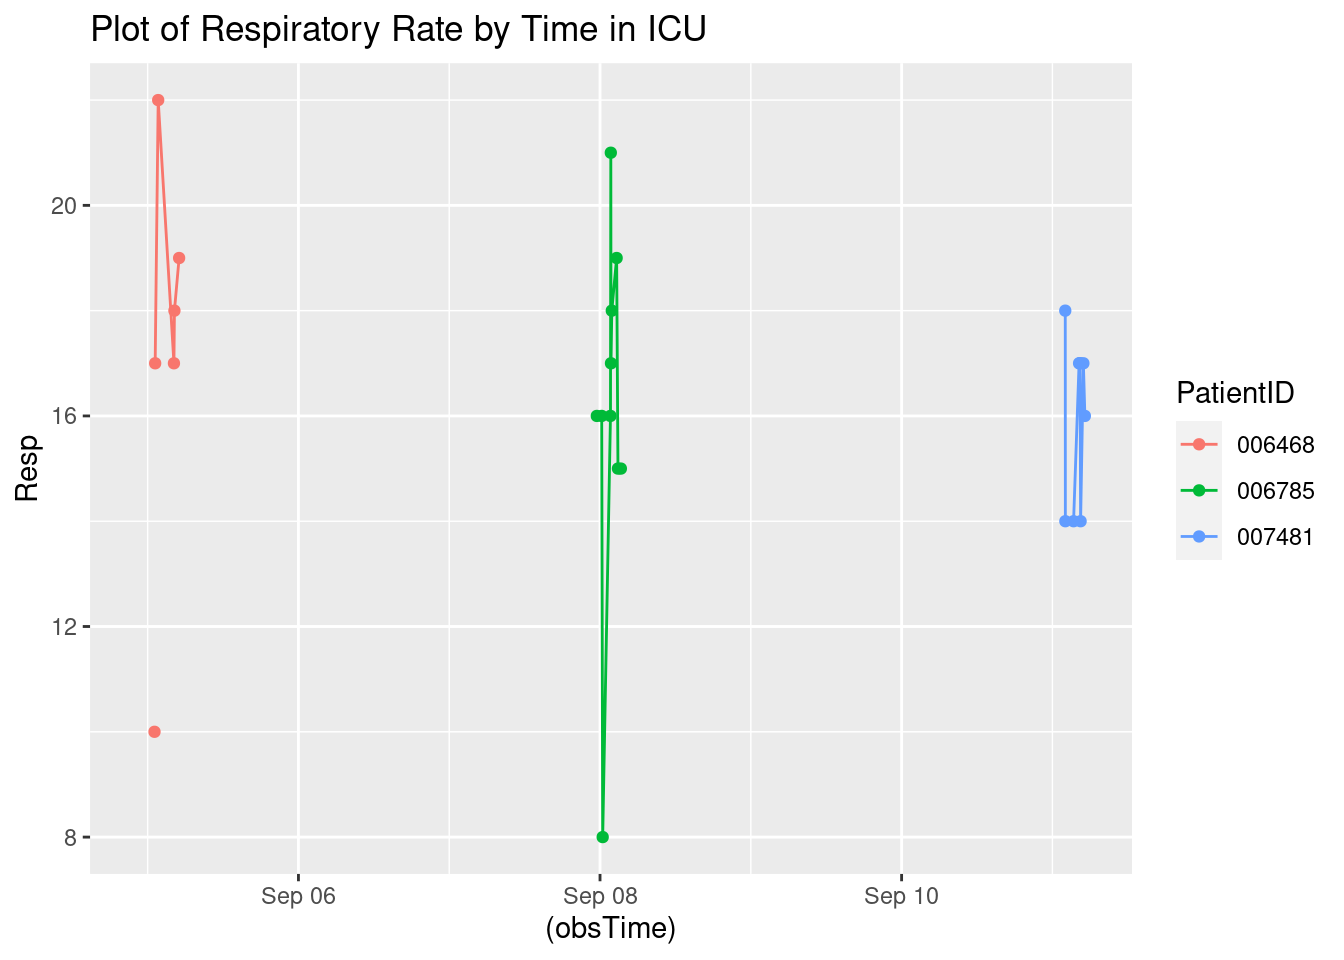 Plot of Respiratory Rate by Time in ICU
Resp
20
16
12
8
Sep 06
Sep 08
Sep 10
(obsTime)
PatientID
006468
006785
007481